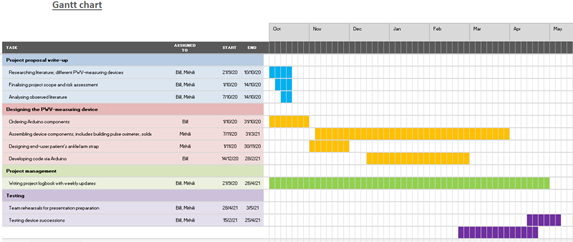 Gantt chart
Oct Nov Dec Jan Feb Mar Apr May
TASK ASSIGNED TO START END
Project proposal write-up
Researching literature; different PWV-measuring devices Bill, Mehdi 21/9/20 10/10/20
Finalising project scope and risk assessment Bill, Mehdi 1/10/20 14/10/20
Analysing observed literature Bill, Mehdi 7/10/20 14/10/20
Designing the PWV-measuring device
Ordering Arduino components Bill 1/10/20 31/10/20
Assembling device components; includes building pulse oximeter, solde Mehdi 7/11/20 31/3/21
Designing end-user patient's ankle/arm strap Mehdi 1/11/20 30/11/20
Developing code via Arduino Bill 14/12/20 28/2/21
Project management
Writing project logbook with weekly updates Bill, Mehdi 21/9/20 28/4/21
Testing
Team rehearsals for presentation preparation Bill, Mehdi 28/4/21 3/5/21
Testing device successions Bill, Mehdi 15/2/21 25/4/21